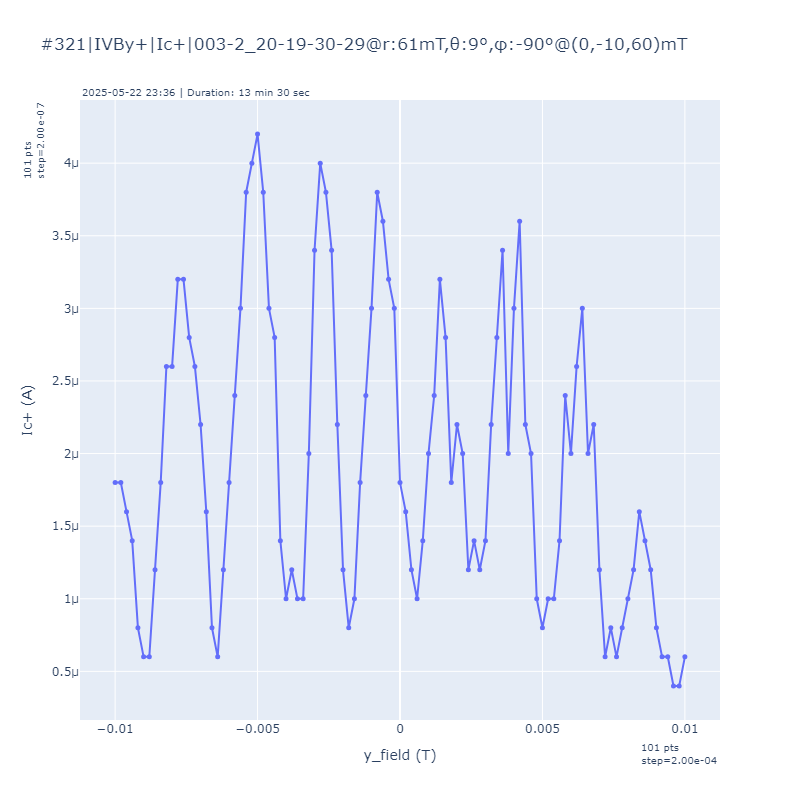 #321|IVBy+|Ic+|003-2_20-19-30-29@r:61mT,θ:9º,φ:-90º@(0,-10,60)mT
2025-05-22 23:36 | Duration: 13 min 30 sec
101 pts
step=2.00e-07
4μ
3.5μ
3μ
2.5μ
2μ
1.5μ
1μ
0.5μ
Ic+ (A)
−0.01
−0.005
0
0.005
0.01
y_field (T)
101 pts
step=2.00e-04